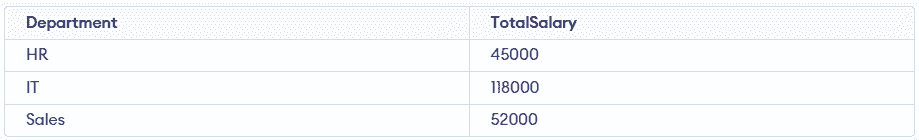 Department TotalSalary
HR 45000
IT 118000
Sales 52000